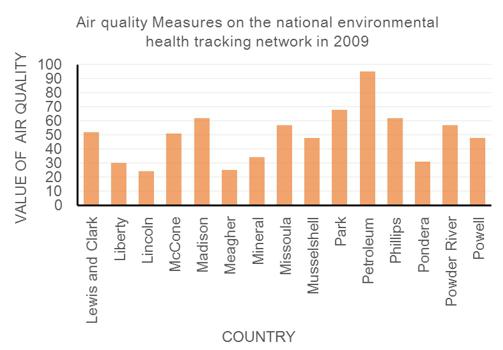 Air quality Measures on the national environmental
health tracking network in 2009
VALUE OF AIR QUALITY
100
90
80
70
60
50
40
30
20
10
0
Lewis and Clark
Liberty
Lincoln
McCone
Madison
Meagher
Mineral
Missoula
Musselshell
Park
Petroleum
Phillips
Pondera
Powder River
Powell
COUNTRY